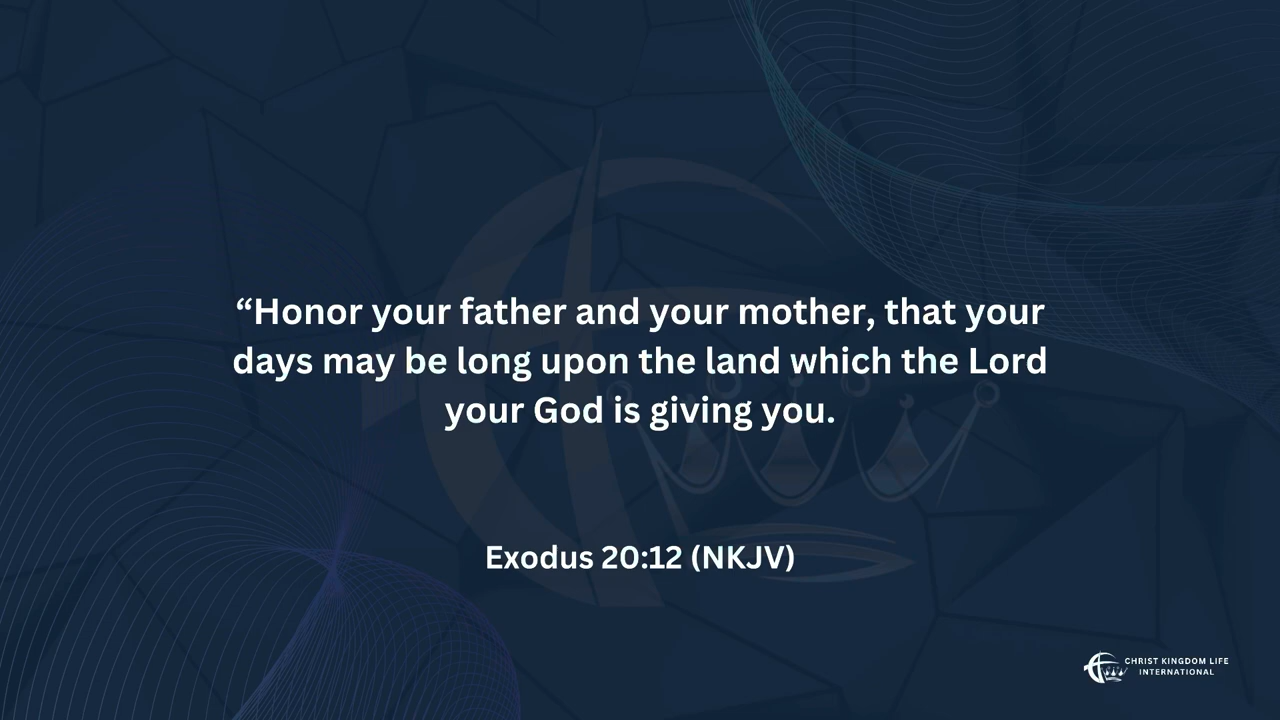 “Honor your father and your mother, that your
days may be long upon the land which the Lord
your God is giving you.
Exodus 20:12 (NKJV)
CHRIST KINGDOM LIFE
INTERNATIONAL